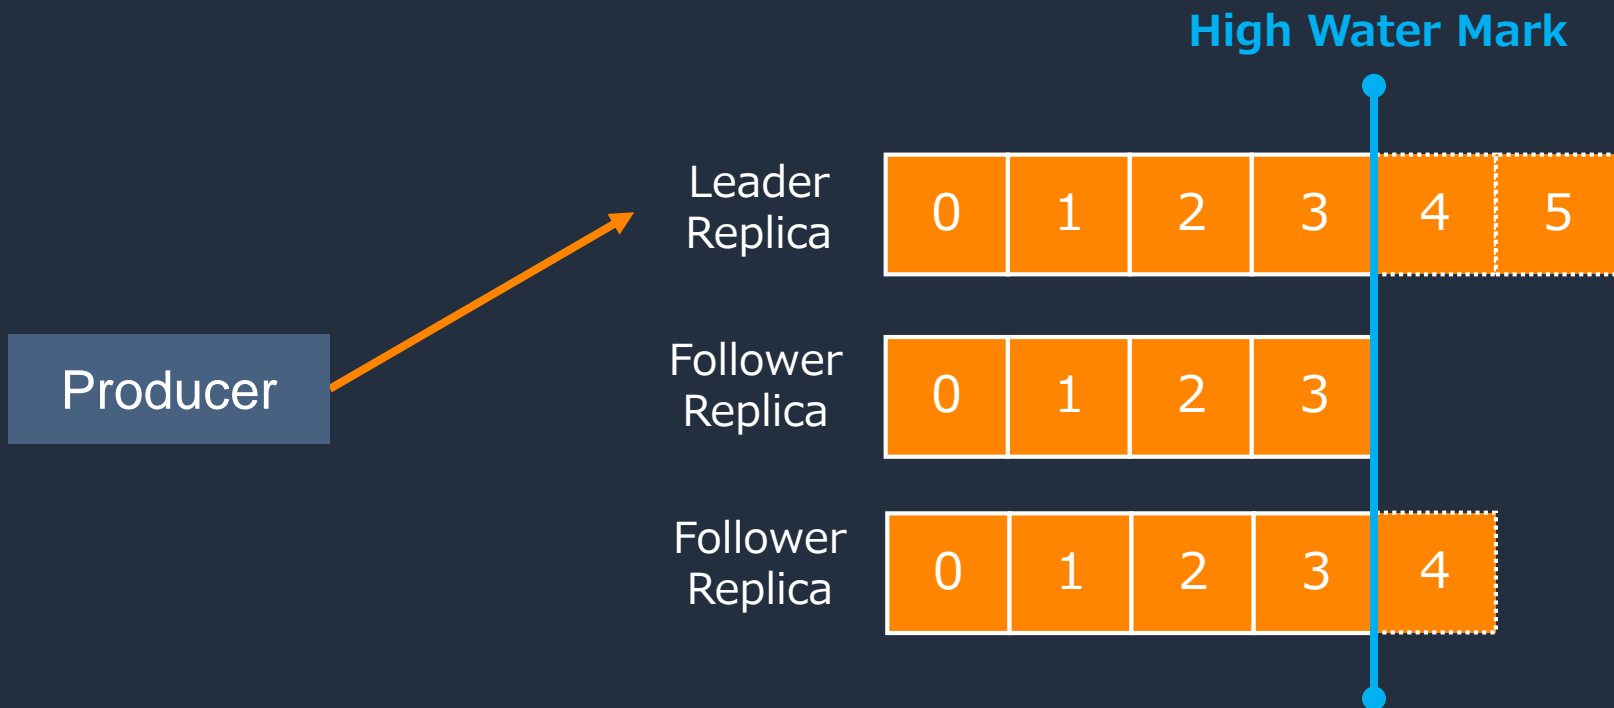 High Water Mark
Leader
Replica
0 1 2 3 4 5
Producer
Follower
Replica
0 1 2 3
Follower
Replica
0 1 2 3 4